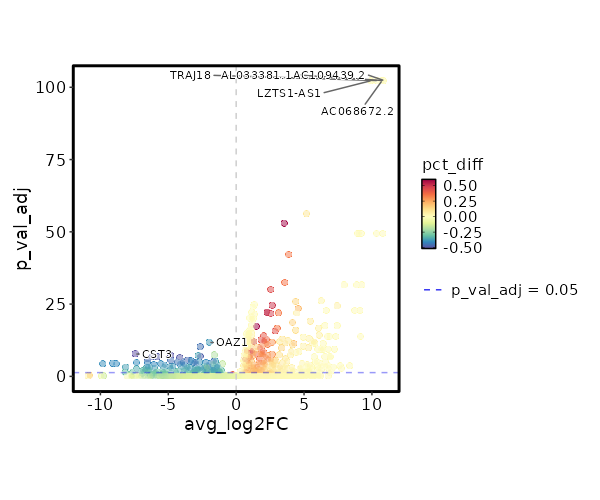 TRAJ18
AL033381.1
AC109439.2
LZTS1-AS1
AC068672.2
OAZ1
CST3
100
75
50
25
0
p_val_adj
-10
-5
0
5
10
avg_log2FC
pct_diff
0.50
0.25
0.00
-0.25
-0.50
p_val_adj = 0.05